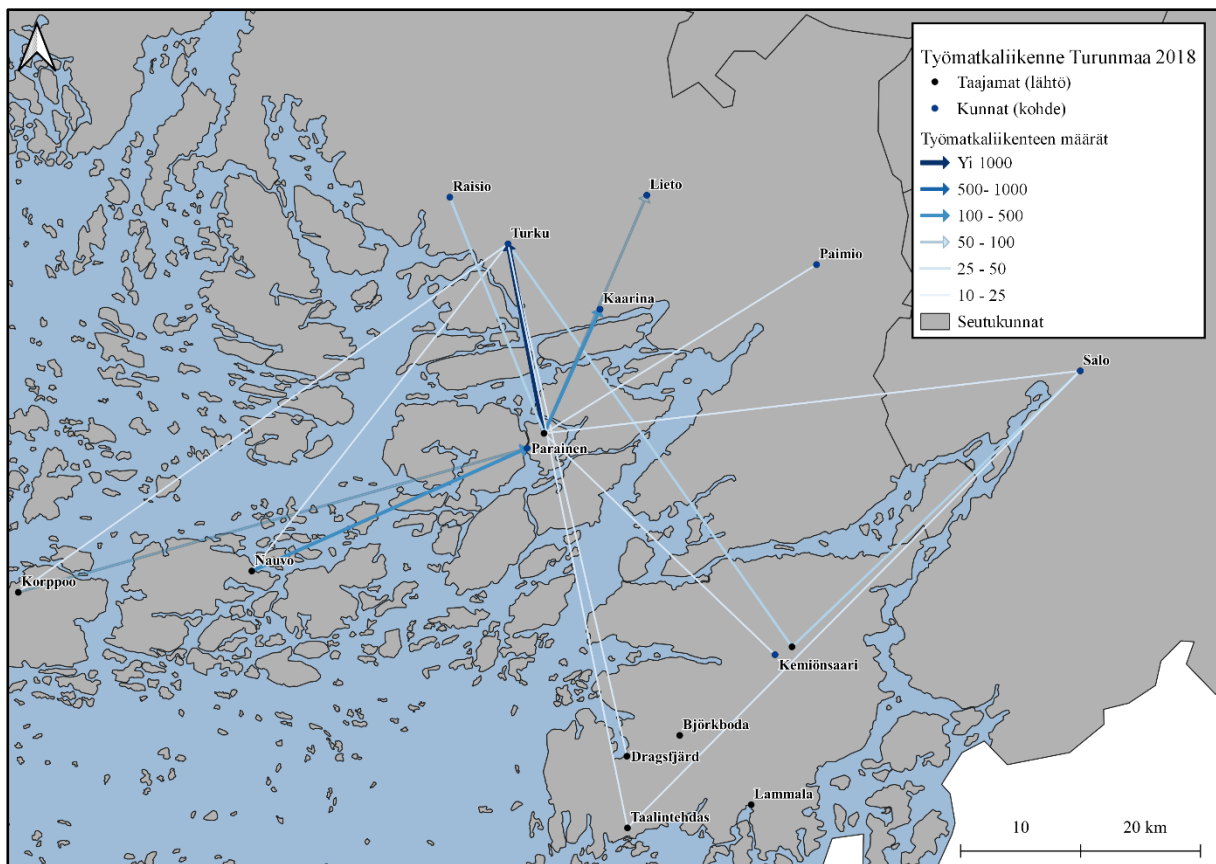 Työmatkaliikenne Turunmaa 2018
Taajamat (lähtö)
Kunnat (kohde)
Työmatkaliikenteen määrät
Yi 1000
500- 1000
100 - 500
50 - 100
25 - 50
10 - 25
Seutukunnat
Raisio
Lieto
Turku
Paimio
Kaarina
Salo
Parainen
Nauvo
Korppoo
Kemiönsaari
Björkboda
Dragsfjärd
Lammala
Taalintehdas
10 20 km